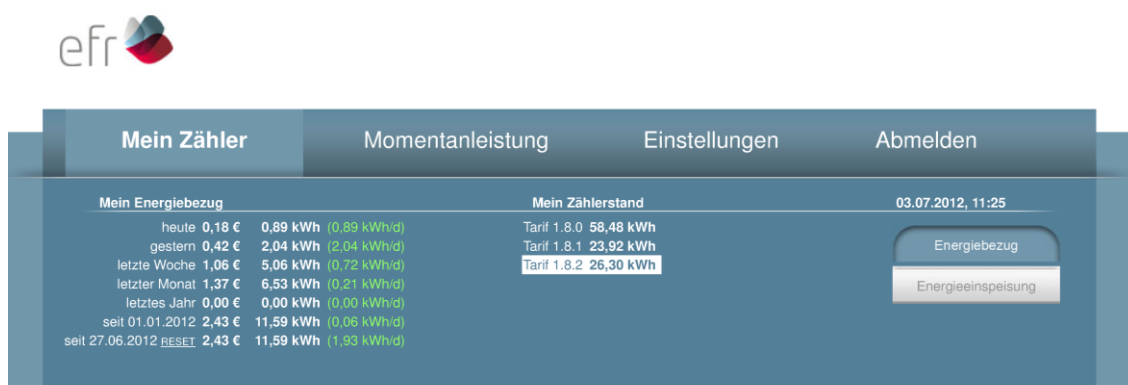 efr
Mein Zähler Momentanleistung Einstellungen Abmelden
Mein Energiebezug Mein Zählerstand 03.07.2012, 11:25
heute 0,18 € 0,89 kWh (0,89 kWh/d) Tarif 1.8.0 58,48 kWh
gestern 0,42 € 2,04 kWh (2,04 kWh/d) Tarif 1.8.1 23,92 kWh Energiebezug
letzte Woche 1,06 € 5,06 kWh (0,72 kWh/d) Tarif 1.8.2 26,30 kWh
letzter Monat 1,37 € 6,53 kWh (0,21 kWh/d) Energieeinspeisung
letztes Jahr 0,00 € 0,00 kWh (0,00 kWh/d)
seit 01.01.2012 2,43 € 11,59 kWh (0,06 kWh/d)
seit 27.06.2012 RESET 2,43 € 11,59 kWh (1,93 kWh/d)